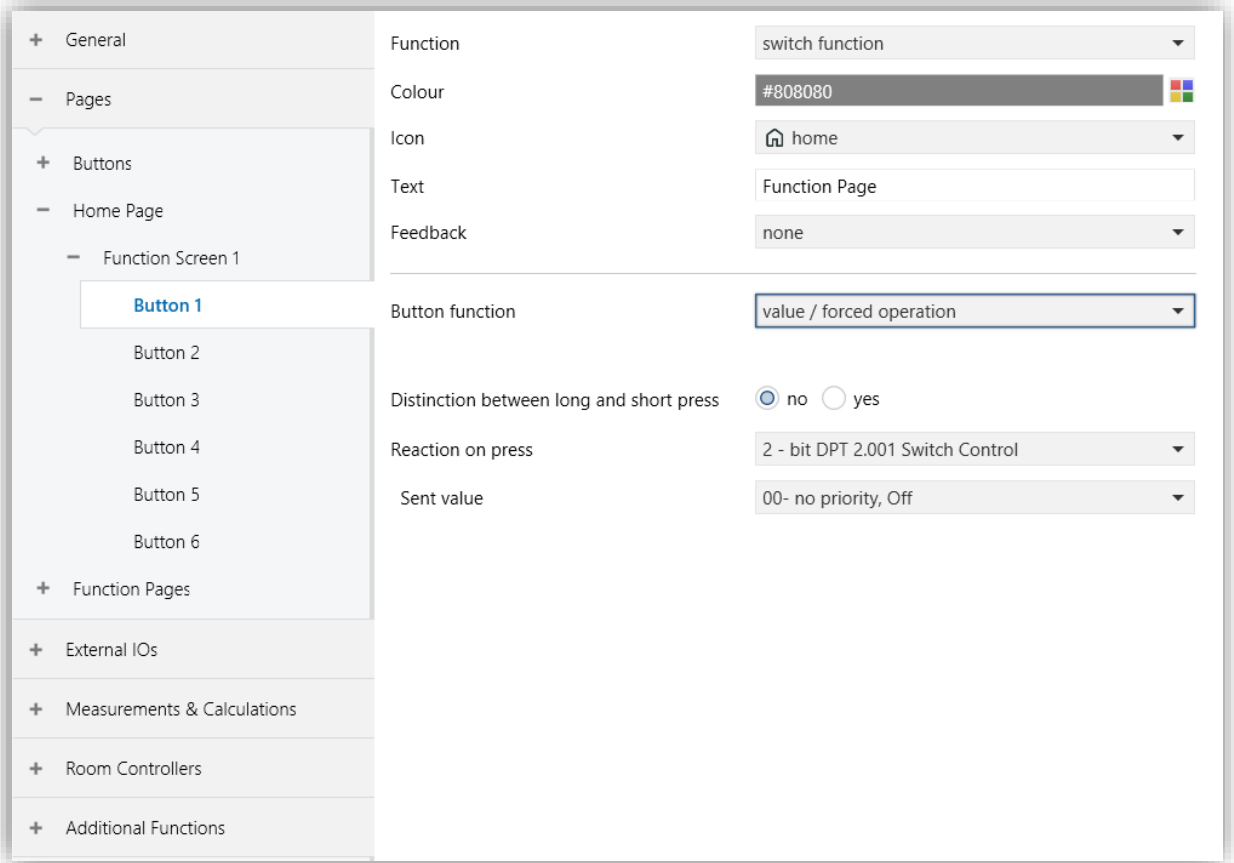 General
Pages
Buttons
Home Page
Function Screen 1
Button 1
Button 2
Button 3
Button 4
Button 5
Button 6
Function Pages
External IOs
Measurements & Calculations
Room Controllers
Additional Functions
Function switch function
Colour #808080
Icon home
Text Function Page
Feedback none
Button function value / forced operation
Distinction between long and short press no yes
Reaction on press 2 - bit DPT 2.001 Switch Control
Sent value 00- no priority, Off